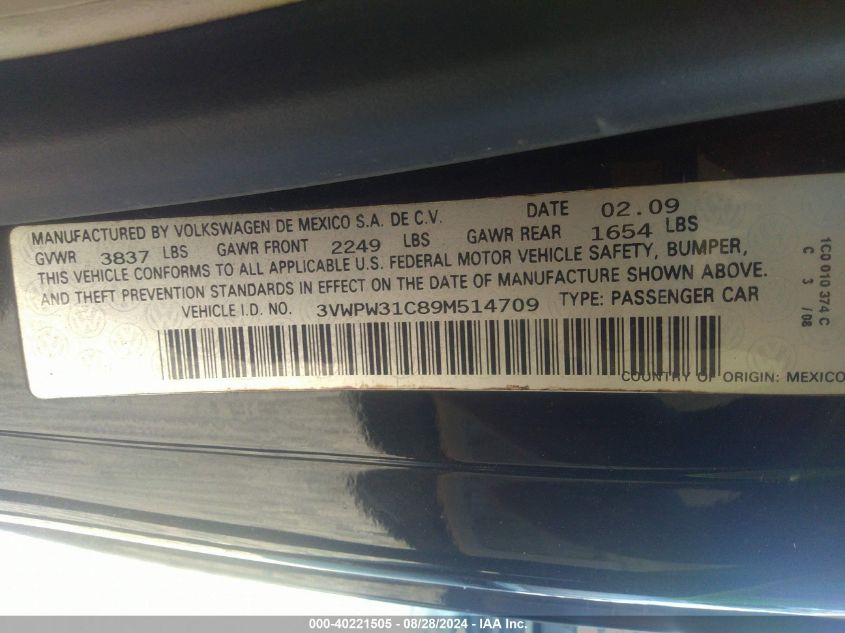 MANUFACTURED BY VOLKSWAGEN DE MEXICO S.A. DE C.V. DATE 02.09
GVWR 3837 LBS GAWR FRONT 2249 LBS GAWR REAR 1654 LBS
THIS VEHICLE CONFORMS TO ALL APPLICABLE U.S. FEDERAL MOTOR VEHICLE SAFETY, BUMPER,
AND THEFT PREVENTION STANDARDS IN EFFECT ON THE DATE OF MANUFACTURE SHOWN ABOVE.
VEHICLE I.D. NO. 3VWPW31C89M514709 TYPE: PASSENGER CAR
COUNTRY OF ORIGIN: MEXICO
1C0 010 374 C
C 3 /08
000-40221505 - 08/28/2024 - IAA Inc.